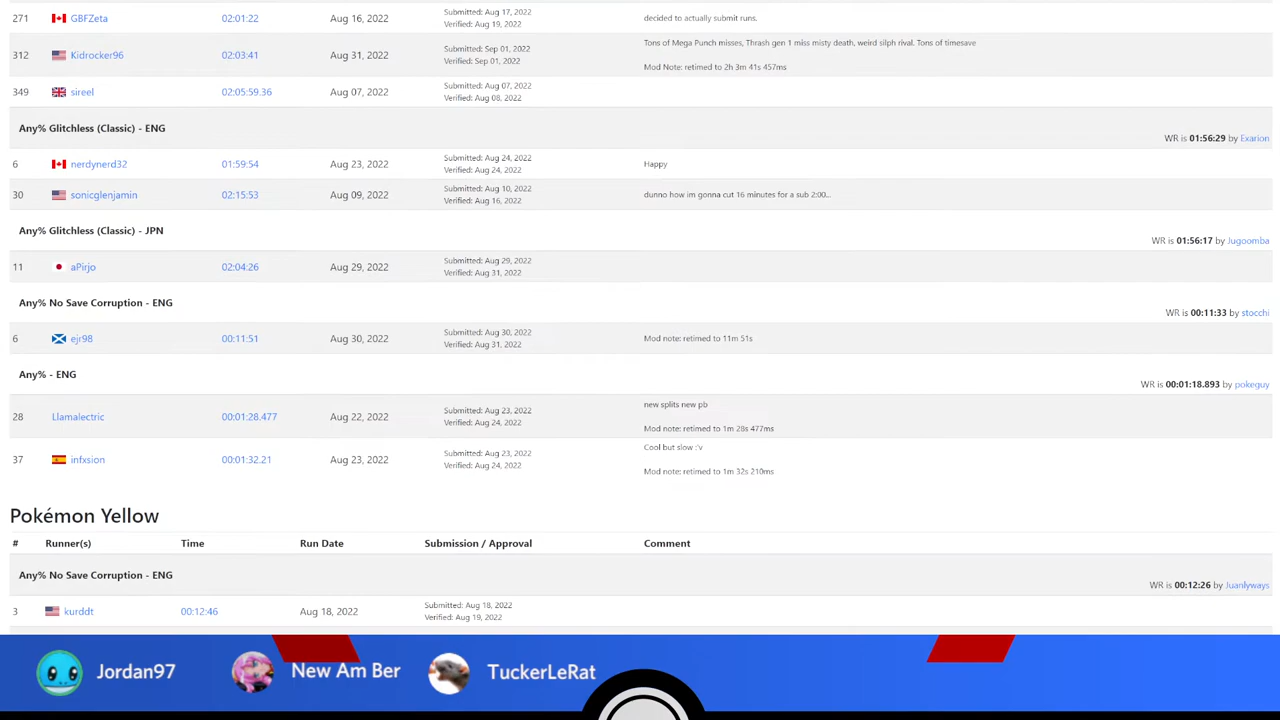 271 GBFZeta 02:01:22 Aug 16, 2022 Submitted: Aug 17, 2022 decided to actually submit runs.
Verified: Aug 19, 2022
312 Kidrocker96 02:03:41 Aug 31, 2022 Submitted: Sep 01, 2022 Tons of Mega Punch misses, Thrash gen 1 miss misty death, weird silph rival. Tons of timesave
Verified: Sep 01, 2022
Mod Note: retimed to 2h 3m 41s 457ms
349 sireel 02:05:59.36 Aug 07, 2022 Submitted: Aug 07, 2022
Verified: Aug 08, 2022
Any% Glitchless (Classic) - ENG
WR is 01:56:29 by Exarion
6 nerdynerd32 01:59:54 Aug 23, 2022 Submitted: Aug 24, 2022 Happy
Verified: Aug 24, 2022
30 sonicglenjamin 02:15:53 Aug 09, 2022 Submitted: Aug 10, 2022 dunno how im gonna cut 16 minutes for a sub 2:00...
Verified: Aug 16, 2022
Any% Glitchless (Classic) - JPN
WR is 01:56:17 by Jugoomba
11 aPirjo 02:04:26 Aug 29, 2022 Submitted: Aug 29, 2022
Verified: Aug 31, 2022
Any% No Save Corruption - ENG
WR is 00:11:33 by stocchi
6 ejr98 00:11:51 Aug 30, 2022 Submitted: Aug 30, 2022 Mod note: retimed to 11m 51s
Verified: Aug 31, 2022
Any% - ENG
WR is 00:01:18.893 by pokeguy
28 Llamalectric 00:01:28.477 Aug 22, 2022 Submitted: Aug 23, 2022 new splits new pb
Verified: Aug 24, 2022
Mod note: retimed to 1m 28s 477ms
37 infxsion 00:01:32.21 Aug 23, 2022 Submitted: Aug 23, 2022 Cool but slow :'v
Verified: Aug 24, 2022
Mod note: retimed to 1m 32s 210ms
Pokémon Yellow
# Runner(s) Time Run Date Submission / Approval Comment
Any% No Save Corruption - ENG
WR is 00:12:26 by Juanlyways
3 kurddt 00:12:46 Aug 18, 2022 Submitted: Aug 18, 2022
Verified: Aug 19, 2022
Jordan97 New Am Ber TuckerLeRat